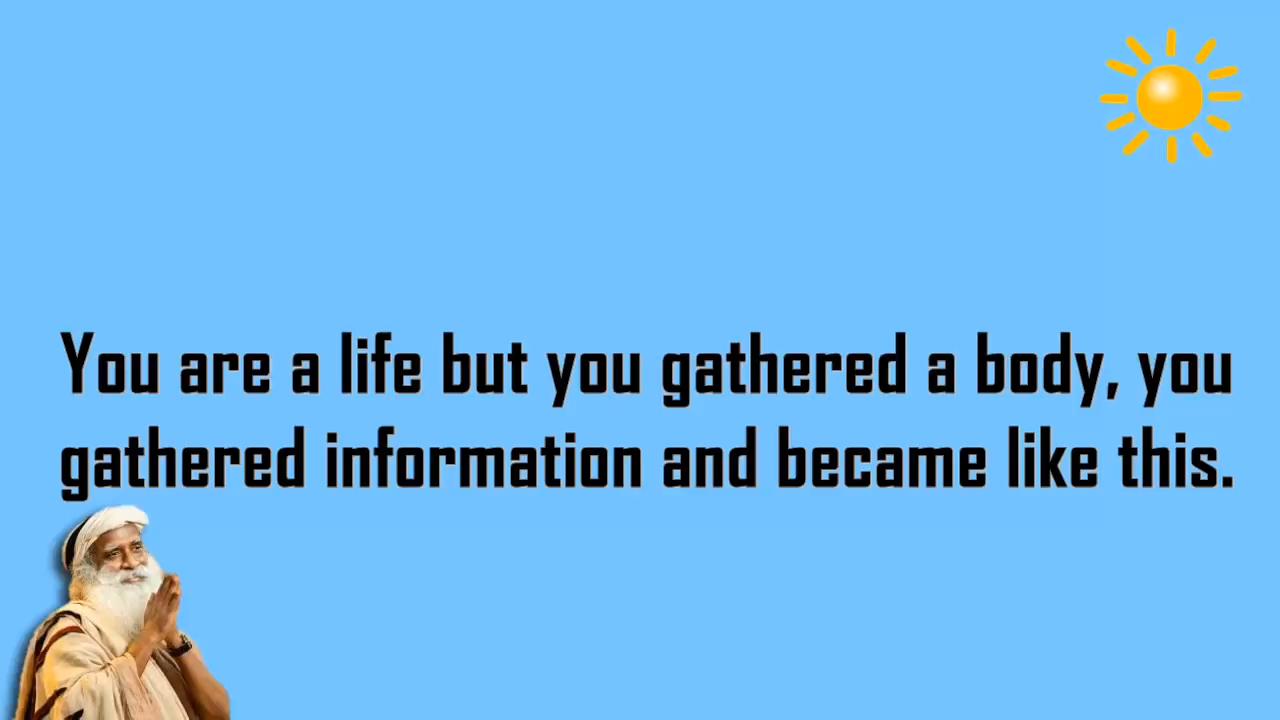 You are a life but you gathered a body, you
gathered information and became like this.